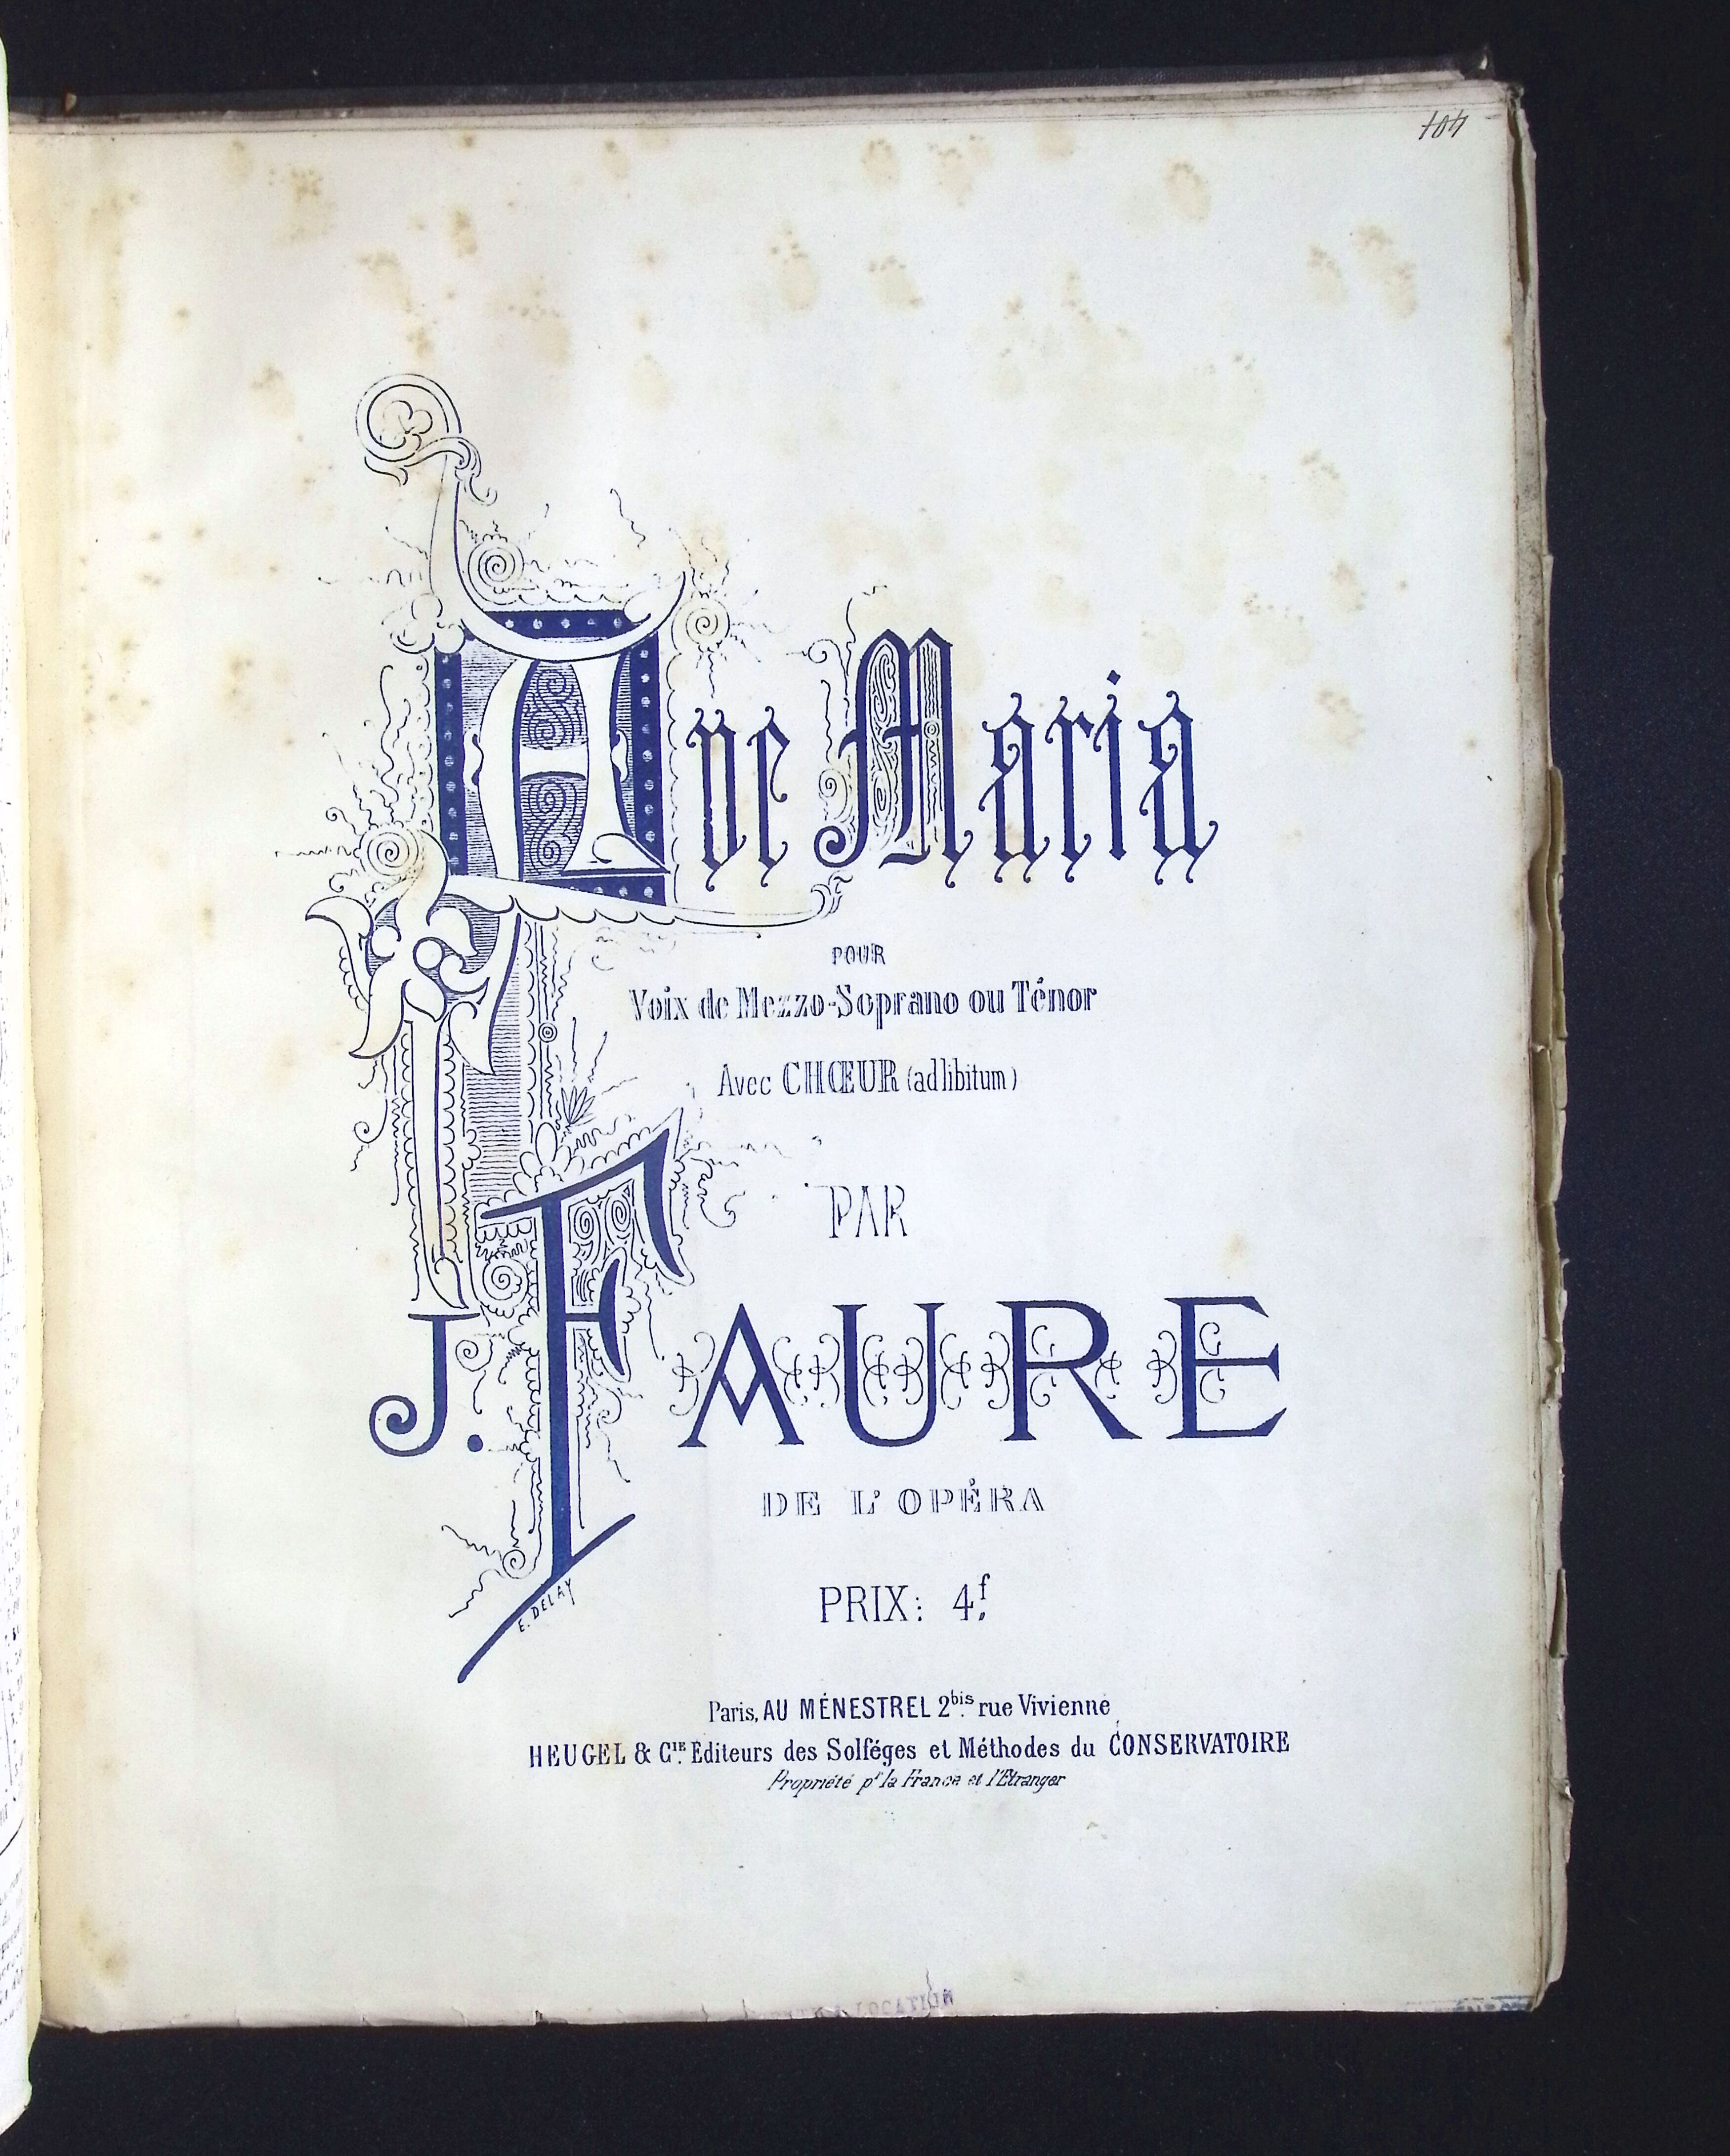 104
Ave Maria
POUR
Voix de Mezzo-Soprano ou Ténor
Avec CHŒUR (ad libitum)
PAR
J. FAURE
DE L'OPÉRA
E. DELAY
PRIX: 4f.
Paris, AU MÉNESTREL 2bis. rue Vivienne
HEUGEL & CIE. Editeurs des Solféges et Méthodes du CONSERVATOIRE
Propriété pr la France et l'Etranger
LOCATION